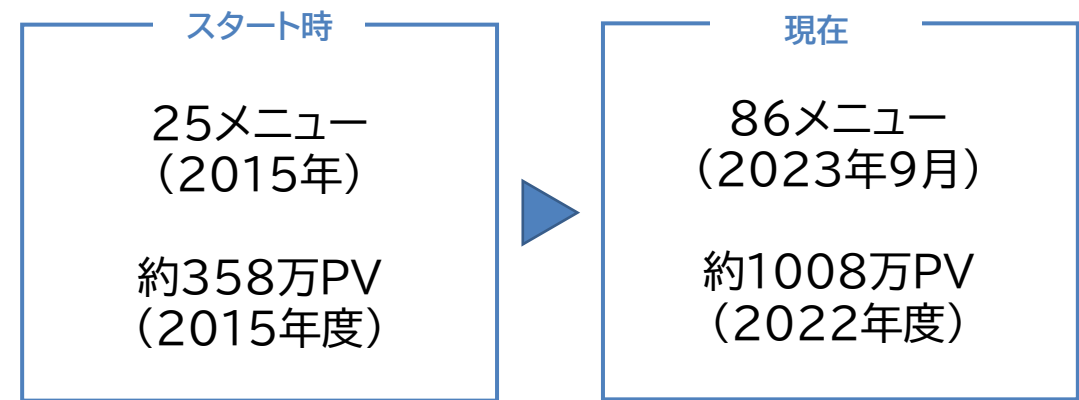 スタート時
25メニュー
（2015年）
約358万PV
（2015年度）
現在
86メニュー
（2023年9月）
約1008万PV
（2022年度）